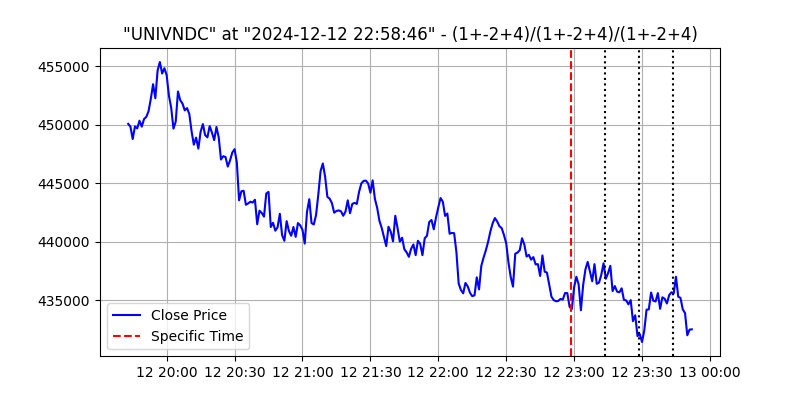 "UNIVNDC" at "2024-12-12 22:58:46" - (1+-2+4)/(1+-2+4)/(1+-2+4)
455000
450000
445000
440000
435000
Close Price
Specific Time
12 20:00 12 20:30 12 21:00 12 21:30 12 22:00 12 22:30 12 23:00 12 23:30 13 00:00